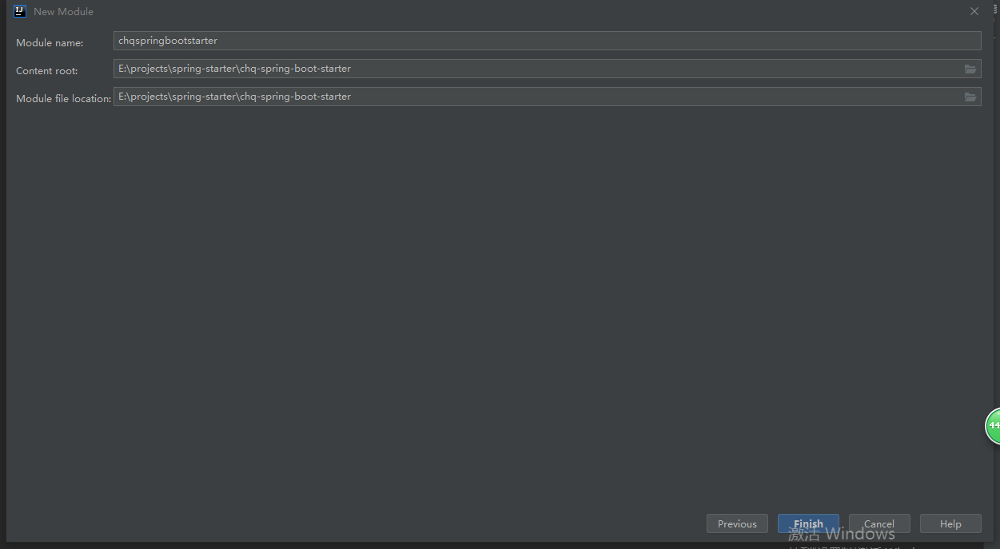 New Module
Module name: chqspringbootstarter
Content root: E:\projects\spring-starter\chq-spring-boot-starter
Module file location: E:\projects\spring-starter\chq-spring-boot-starter
44
Previous Finish Cancel Help
激活 Windows